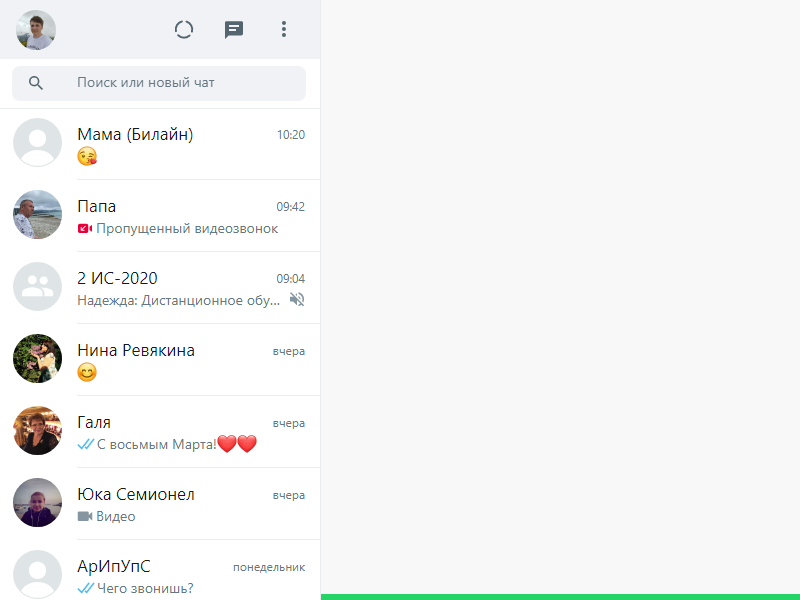 Поиск или новый чат
Мама (Билайн) 10:20
😘
Папа 09:42
Пропущенный видеозвонок
2 ИС-2020 09:04
Надежда: Дистанционное обу...
Нина Ревякина вчера
😊
Галя вчера
С восьмым Марта!❤️❤️
Юка Семионел вчера
Видео
АрИпУпС понедельник
Чего звонишь?